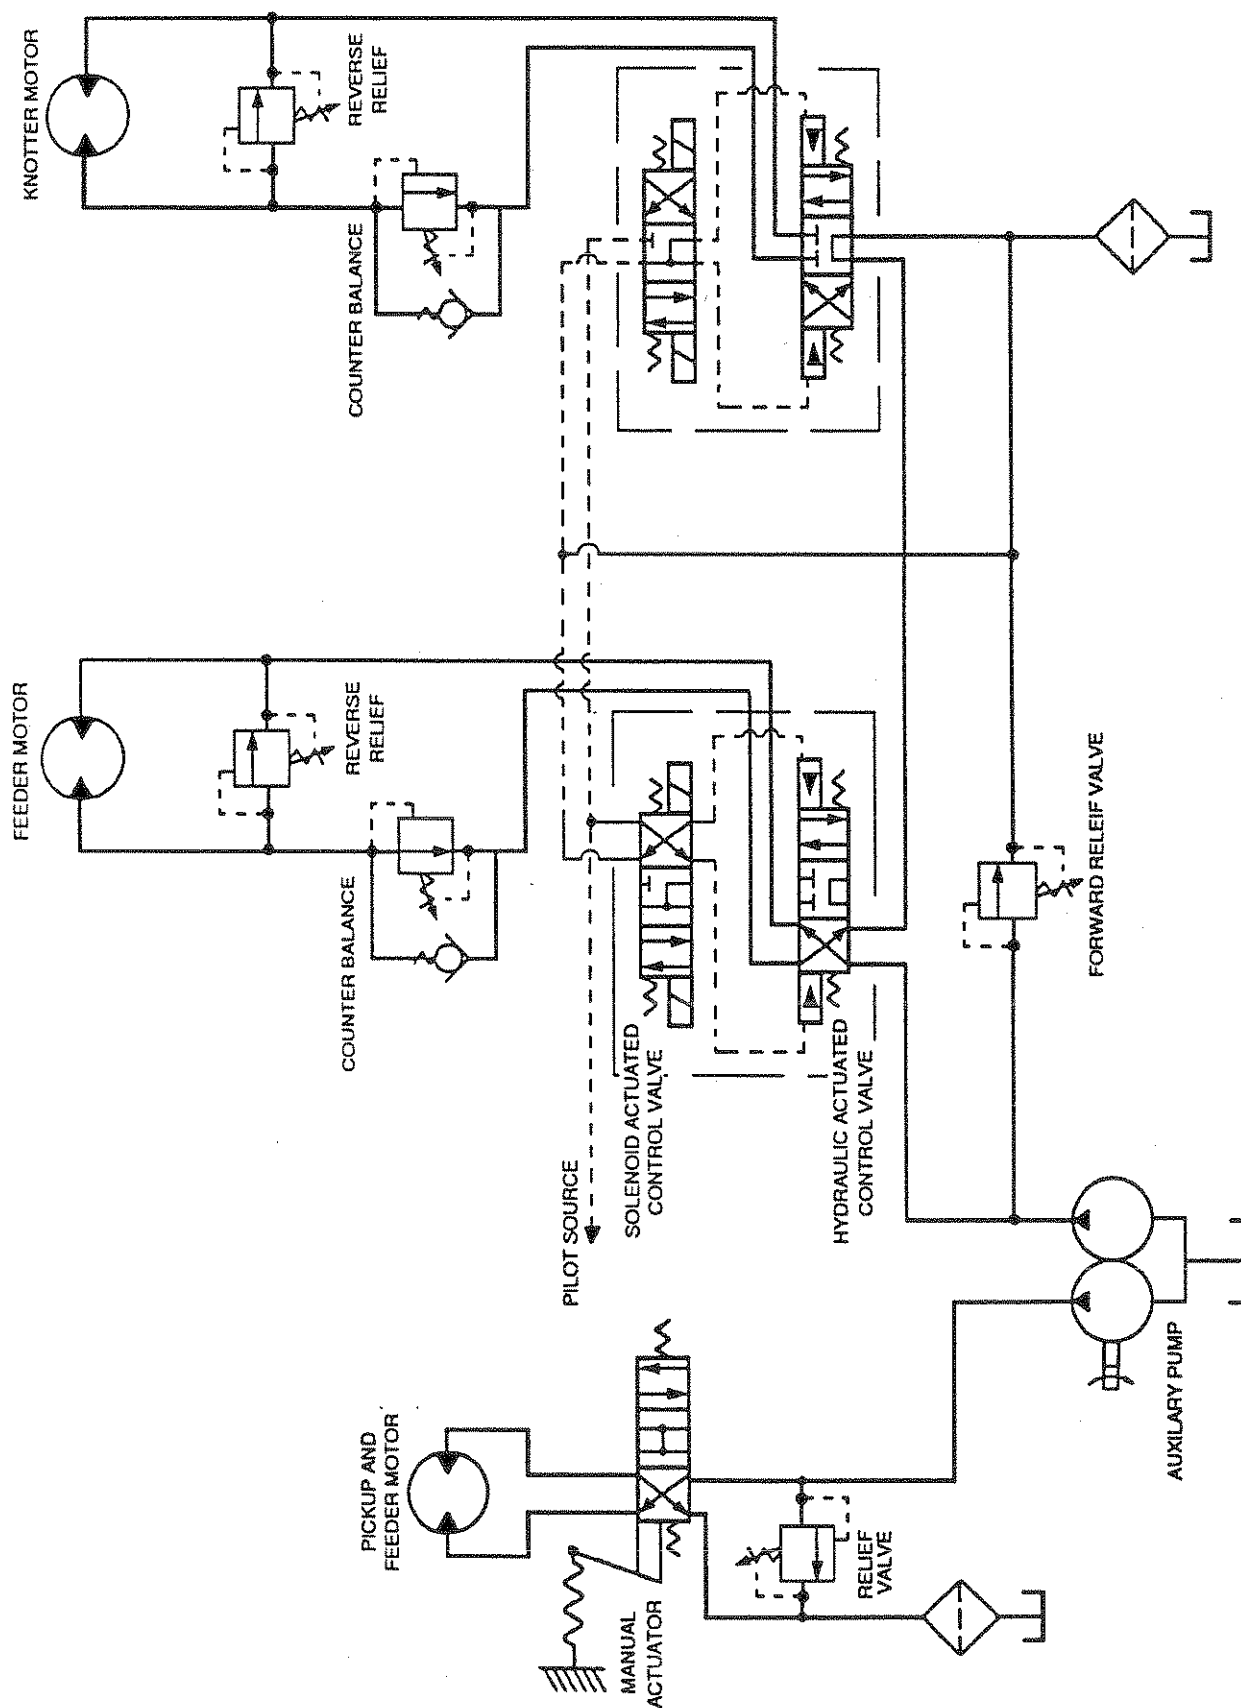 KNOTTER MOTOR
REVERSE
RELIEF
COUNTER BALANCE
FEEDER MOTOR
REVERSE
RELIEF
COUNTER BALANCE
PILOT SOURCE
SOLENOID ACTUATED
CONTROL VALVE
HYDRAULIC ACTUATED
CONTROL VALVE
FORWARD RELEIF VALVE
PICKUP AND
FEEDER MOTOR
MANUAL
ACTUATOR
RELIEF
VALVE
AUXILARY PUMP